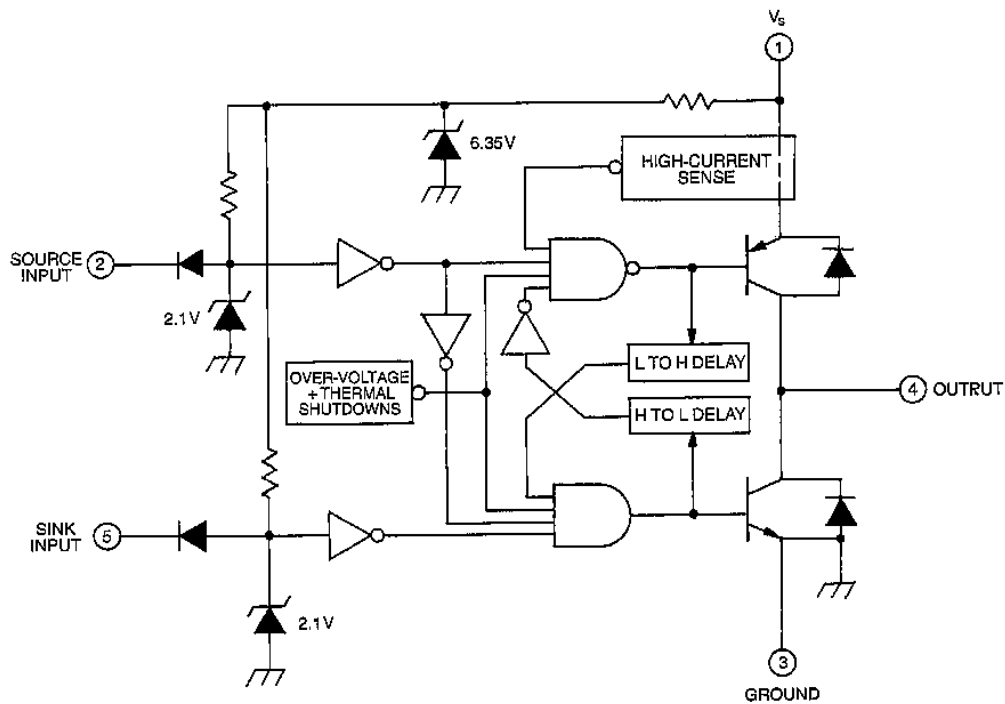 Vs
1
6.35V
HIGH-CURRENT
SENSE
SOURCE
INPUT
2
2.1V
OVER-VOLTAGE
+ THERMAL
SHUTDOWNS
L TO H DELAY
H TO L DELAY
4
OUTRUT
SINK
INPUT
5
2.1V
3
GROUND